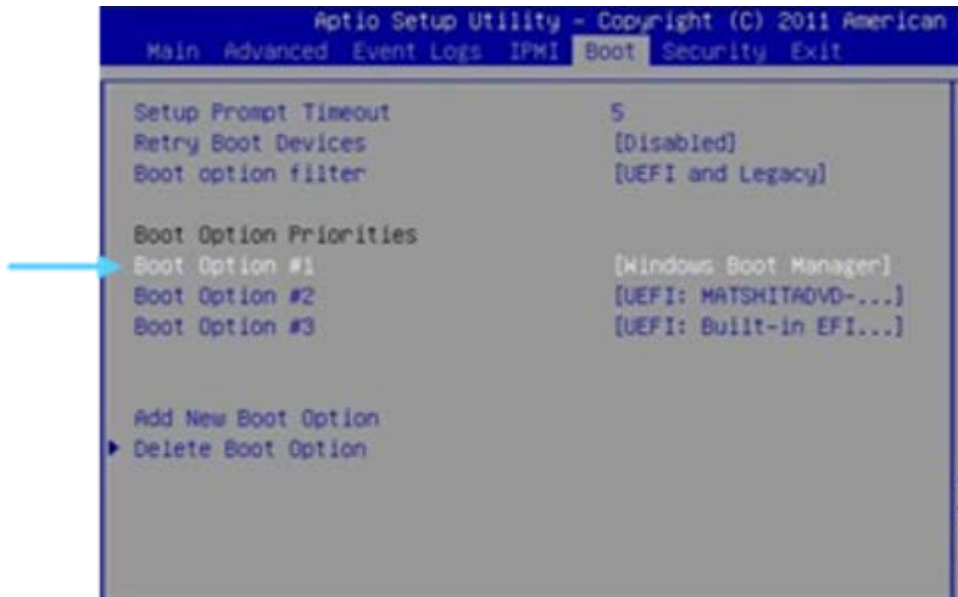 Aptio Setup Utility - Copyright (C) 2011 American
Main Advanced Event Logs IPMI Boot Security Exit
Setup Prompt Timeout 5
Retry Boot Devices [Disabled]
Boot option filter [UEFI and Legacy]
Boot Option Priorities
Boot Option #1 [Windows Boot Manager]
Boot Option #2 [UEFI: MATSHITADVD-...]
Boot Option #3 [UEFI: Built-in EFI...]
Add New Boot Option
Delete Boot Option